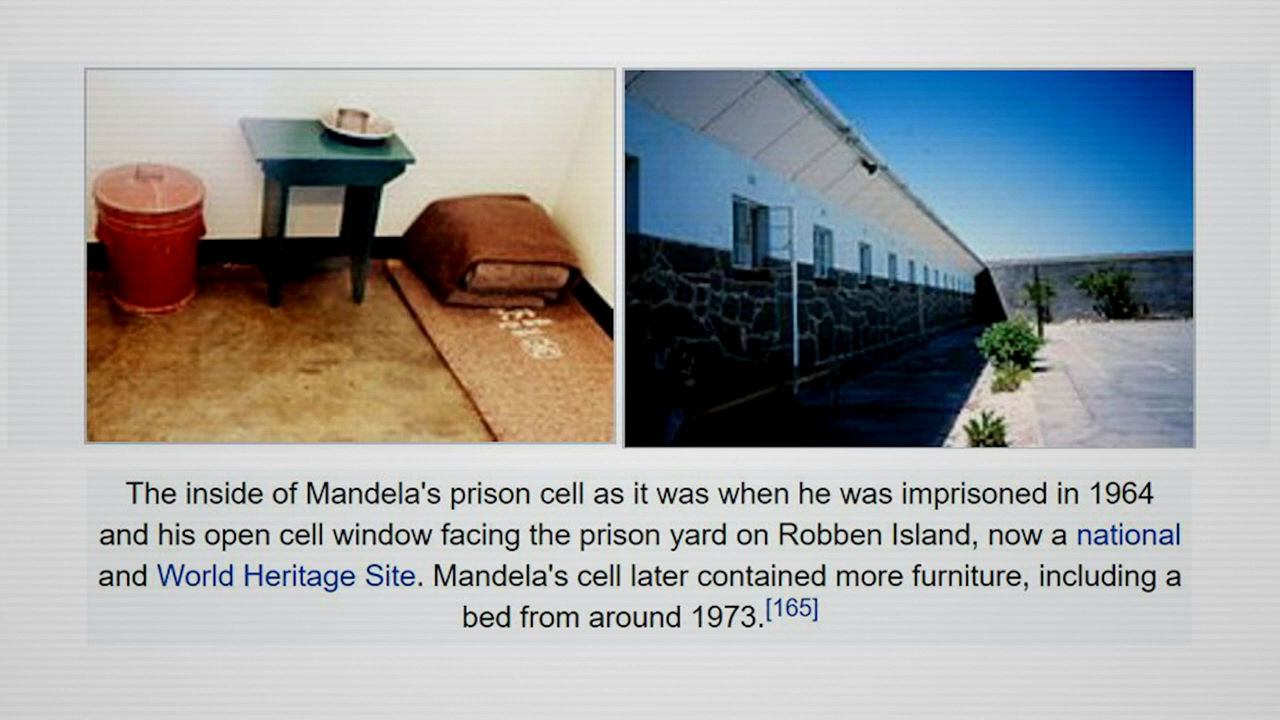 The inside of Mandela's prison cell as it was when he was imprisoned in 1964
and his open cell window facing the prison yard on Robben Island, now a national
and World Heritage Site. Mandela's cell later contained more furniture, including a
bed from around 1973.[165]